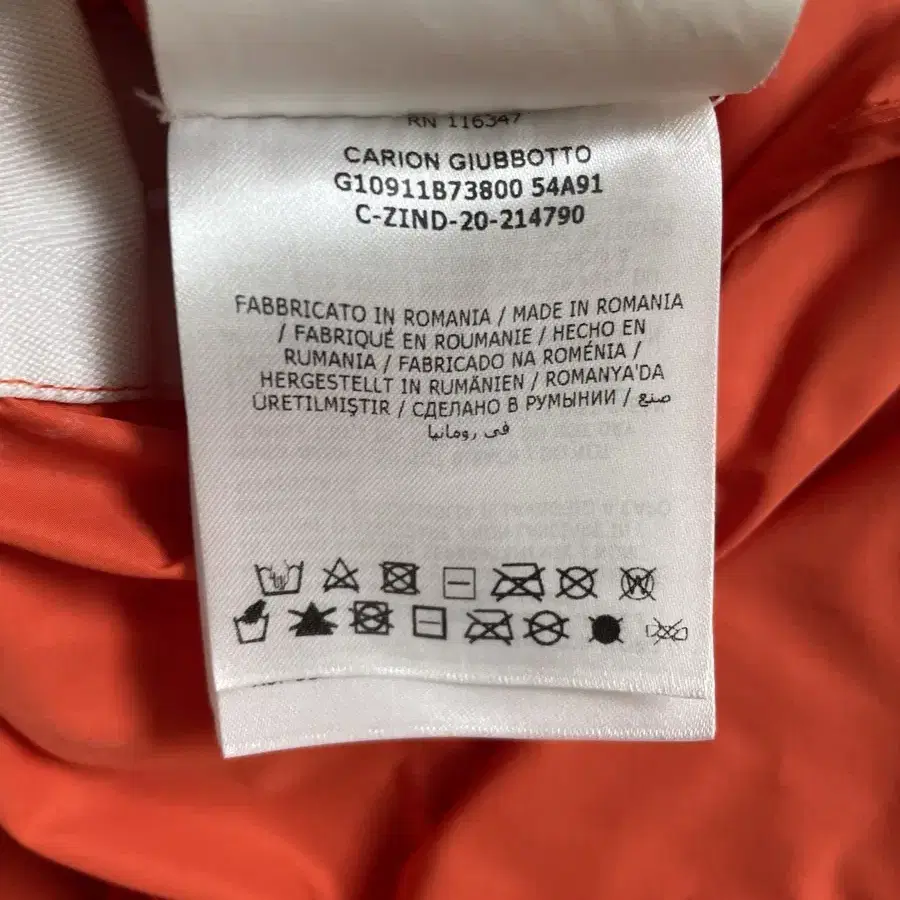 RN 116347
CARION GIUBBOTTO
G10911B73800 54A91
C-ZIND-20-214790
FABBRICATO IN ROMANIA / MADE IN ROMANIA
/ FABRIQUÉ EN ROUMANIE / HECHO EN
RUMANIA / FABRICADO NA ROMÉNIA /
HERGESTELLT IN RUMÄNIEN / ROMANYA'DA
ÜRETILMIŞTIR / СДЕЛАНО В РУМЫНИИ / صنع
في رومانيا